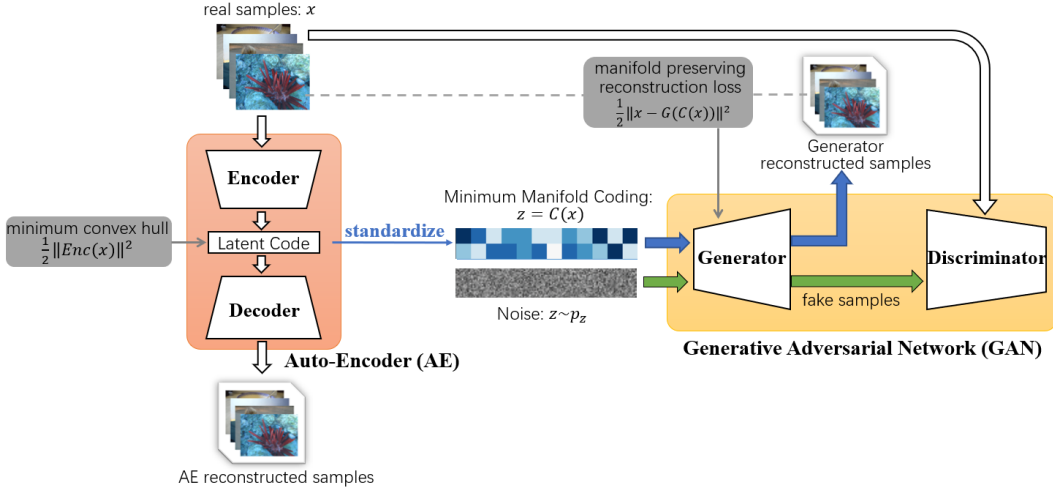 real samples: x
manifold preserving
reconstruction loss
½‖x − G(C(x))‖²
Generator
reconstructed samples
Encoder
Minimum Manifold Coding:
z = C(x)
minimum convex hull
½‖Enc(x)‖²
Latent Code
standardize
Generator
Discriminator
Decoder
fake samples
Noise: z~p_z
Auto-Encoder (AE)
Generative Adversarial Network (GAN)
AE reconstructed samples